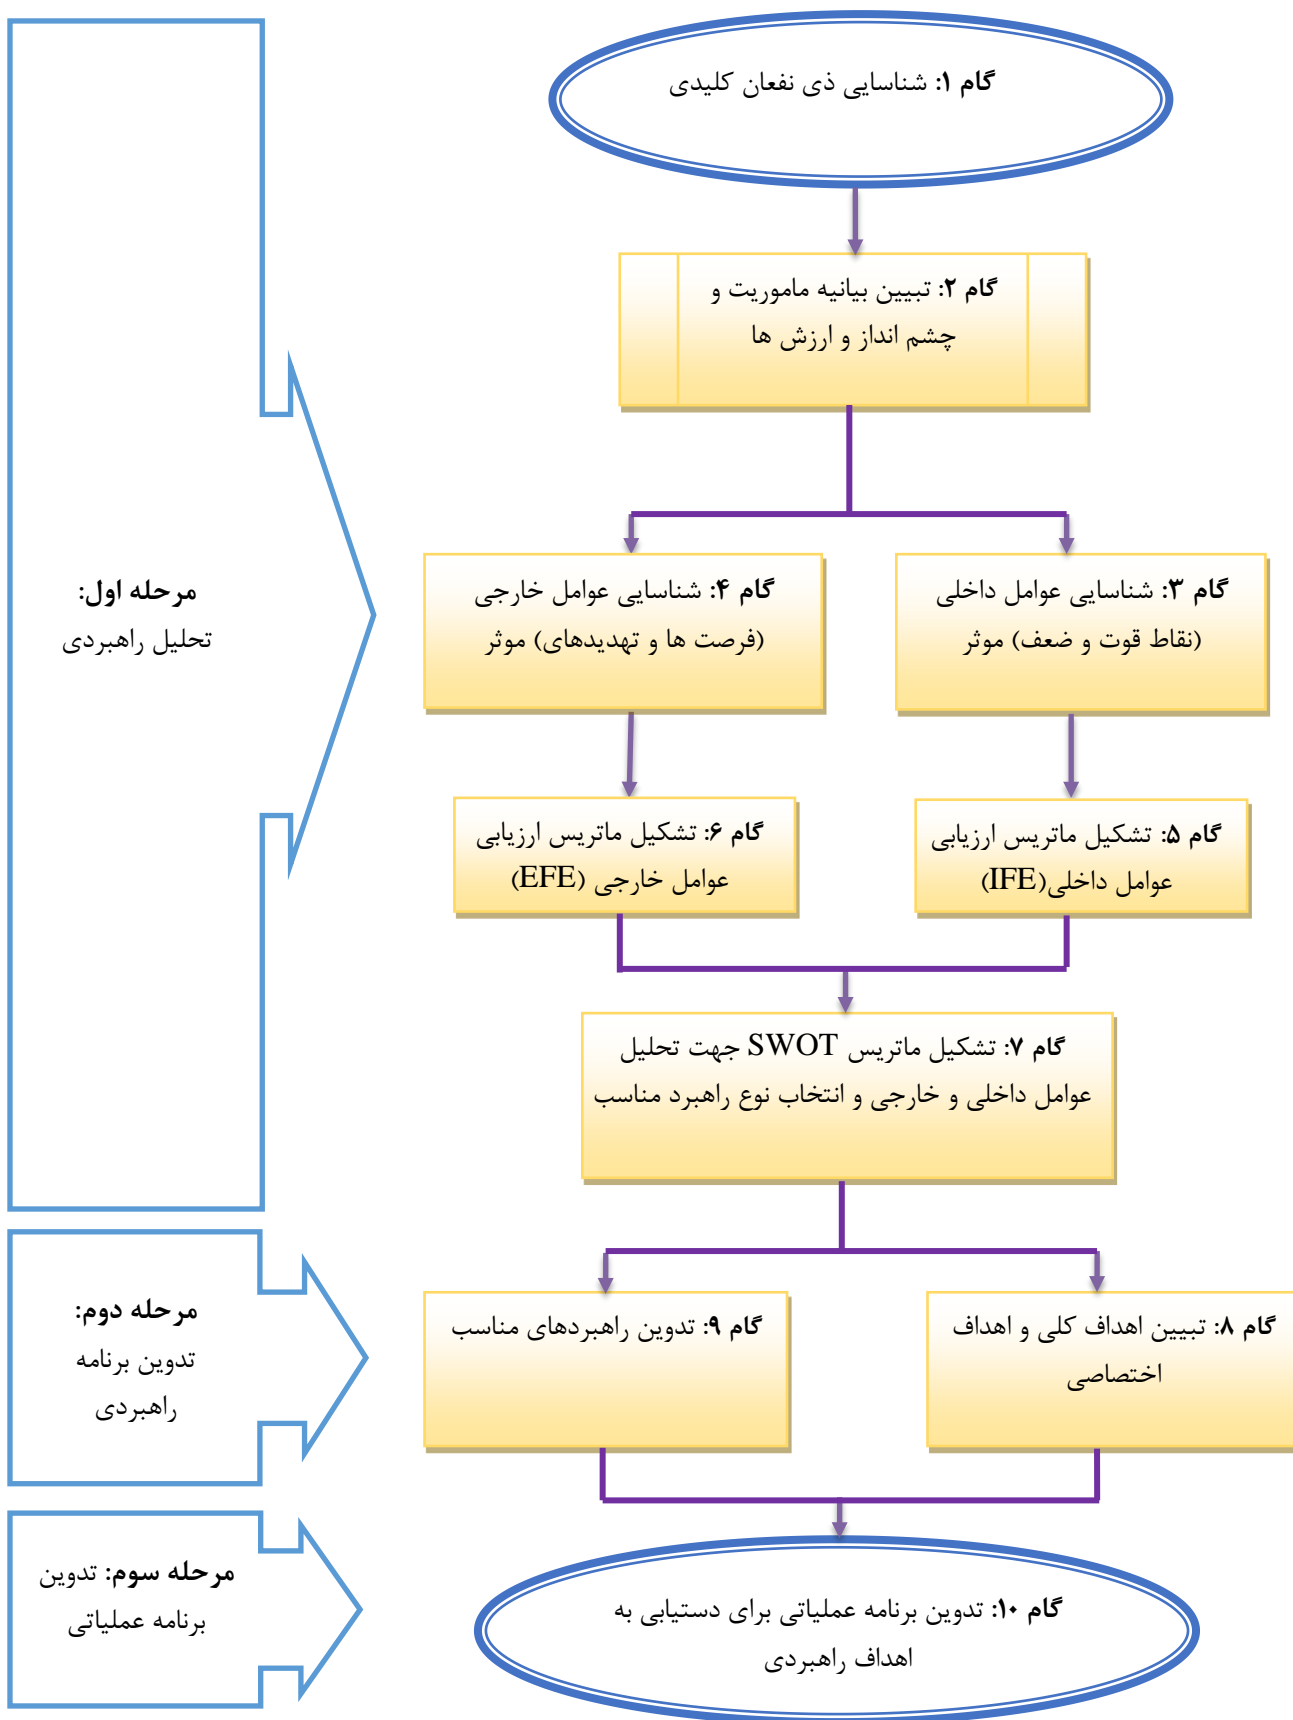 گام ۱: شناسایی ذی نفعان کلیدی
گام ۲: تبیین بیانیه ماموریت و
چشم انداز و ارزش ها
مرحله اول:
تحلیل راهبردی
گام ۳: شناسایی عوامل داخلی
(نقاط قوت و ضعف) موثر
گام ۴: شناسایی عوامل خارجی
(فرصت ها و تهدیدهای) موثر
گام ۵: تشکیل ماتریس ارزیابی
عوامل داخلی(IFE)
گام ۶: تشکیل ماتریس ارزیابی
عوامل خارجی (EFE)
گام ۷: تشکیل ماتریس SWOT جهت تحلیل
عوامل داخلی و خارجی و انتخاب نوع راهبرد مناسب
مرحله دوم:
تدوین برنامه
راهبردی
گام ۸: تبیین اهداف کلی و اهداف
اختصاصی
گام ۹: تدوین راهبردهای مناسب
مرحله سوم: تدوین
برنامه عملیاتی
گام ۱۰: تدوین برنامه عملیاتی برای دستیابی به
اهداف راهبردی